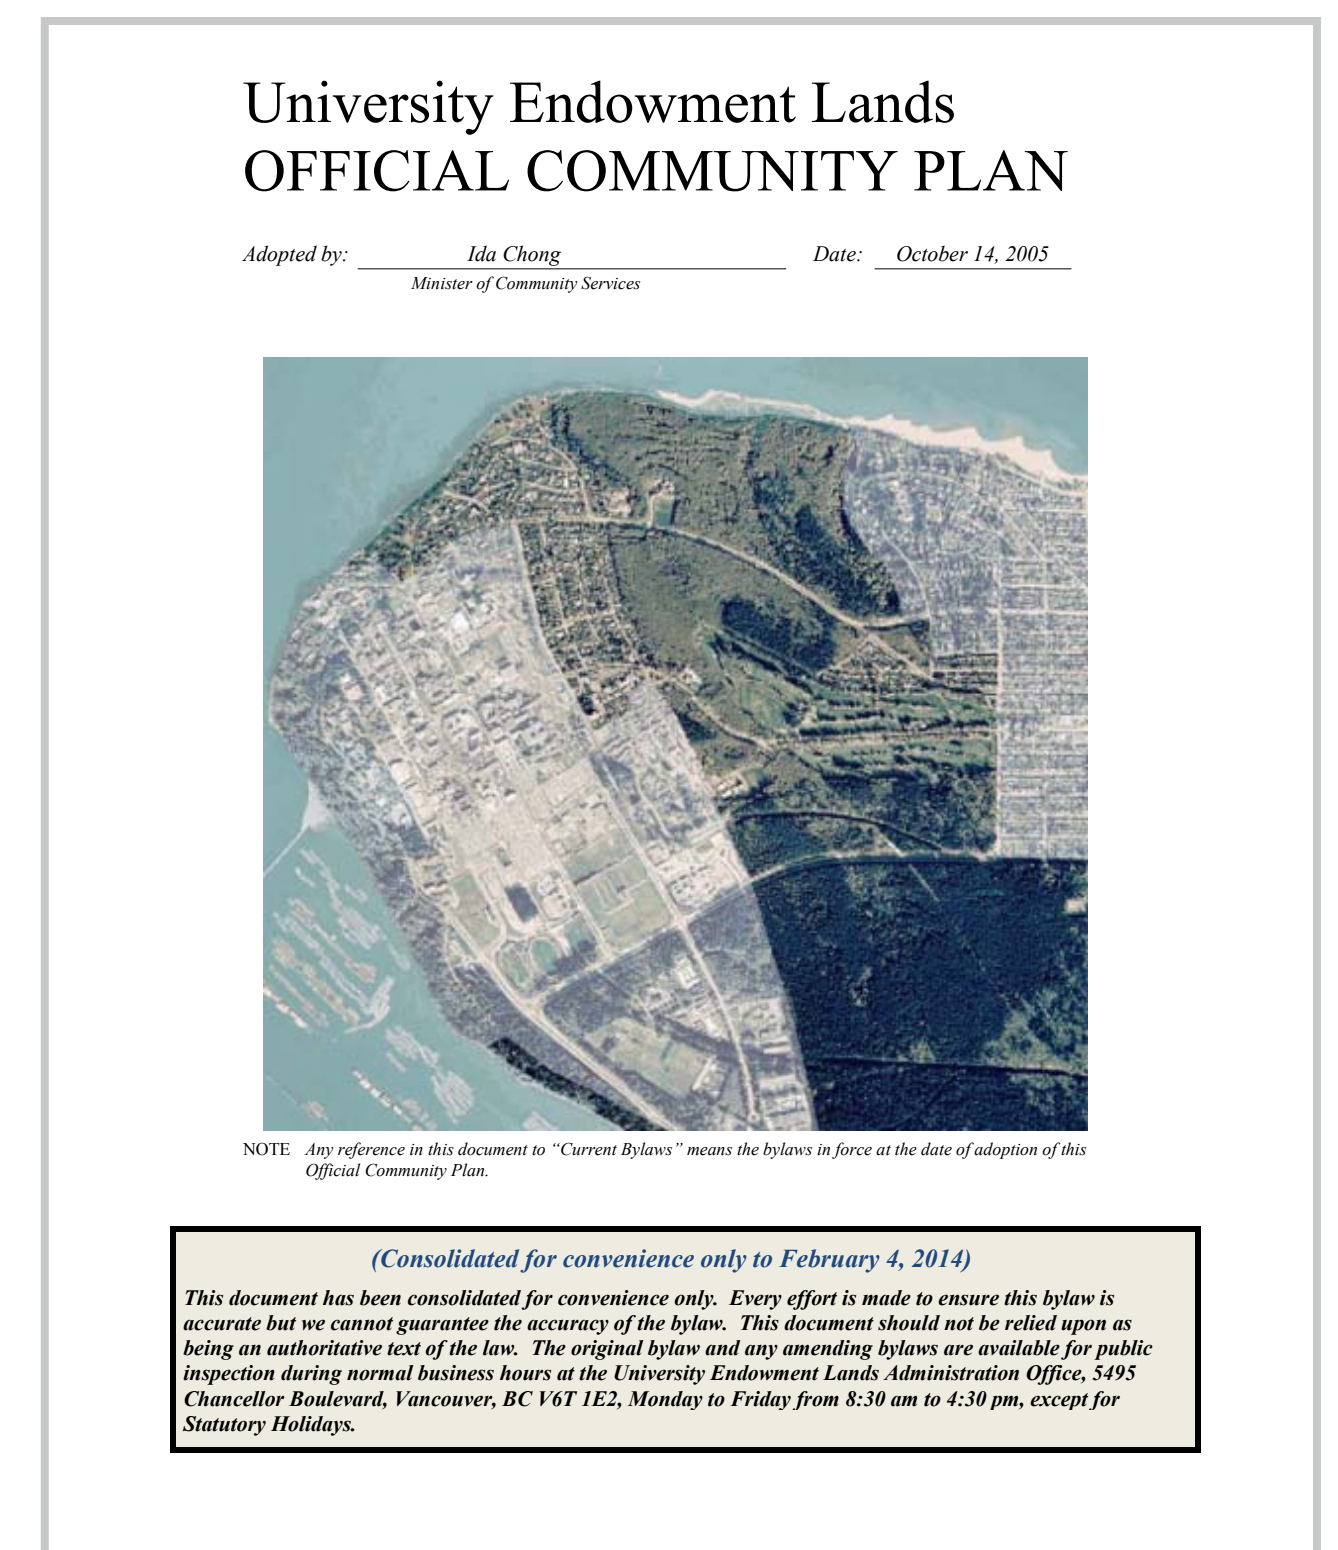 University Endowment Lands
OFFICIAL COMMUNITY PLAN
Adopted by: Ida Chong Date: October 14, 2005
Minister of Community Services
NOTE Any reference in this document to “Current Bylaws” means the bylaws in force at the date of adoption of this
Official Community Plan.
(Consolidated for convenience only to February 4, 2014)
This document has been consolidated for convenience only. Every effort is made to ensure this bylaw is
accurate but we cannot guarantee the accuracy of the bylaw. This document should not be relied upon as
being an authoritative text of the law. The original bylaw and any amending bylaws are available for public
inspection during normal business hours at the University Endowment Lands Administration Office, 5495
Chancellor Boulevard, Vancouver, BC V6T 1E2, Monday to Friday from 8:30 am to 4:30 pm, except for
Statutory Holidays.